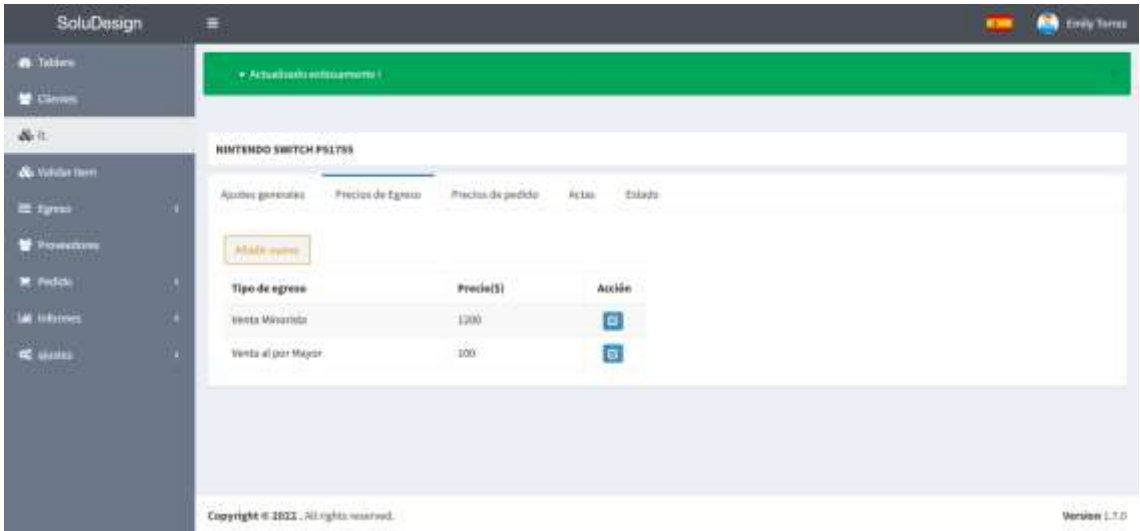 SoluDesign
Emily Torres
Tablero
Clientes
It
Validar Item
Egreso
Proveedores
Pedido
Informes
ajustes
Actualizado exitosamente !
NINTENDO SWITCH PS1755
Ajustes generales Precios de Egreso Precios de pedido Actas Estado
Añadir nuevo
Tipo de egreso Precio($) Acción
Venta Minorista 1200
Venta al por Mayor 100
Copyright © 2022 . All rights reserved.
Version 1.7.0